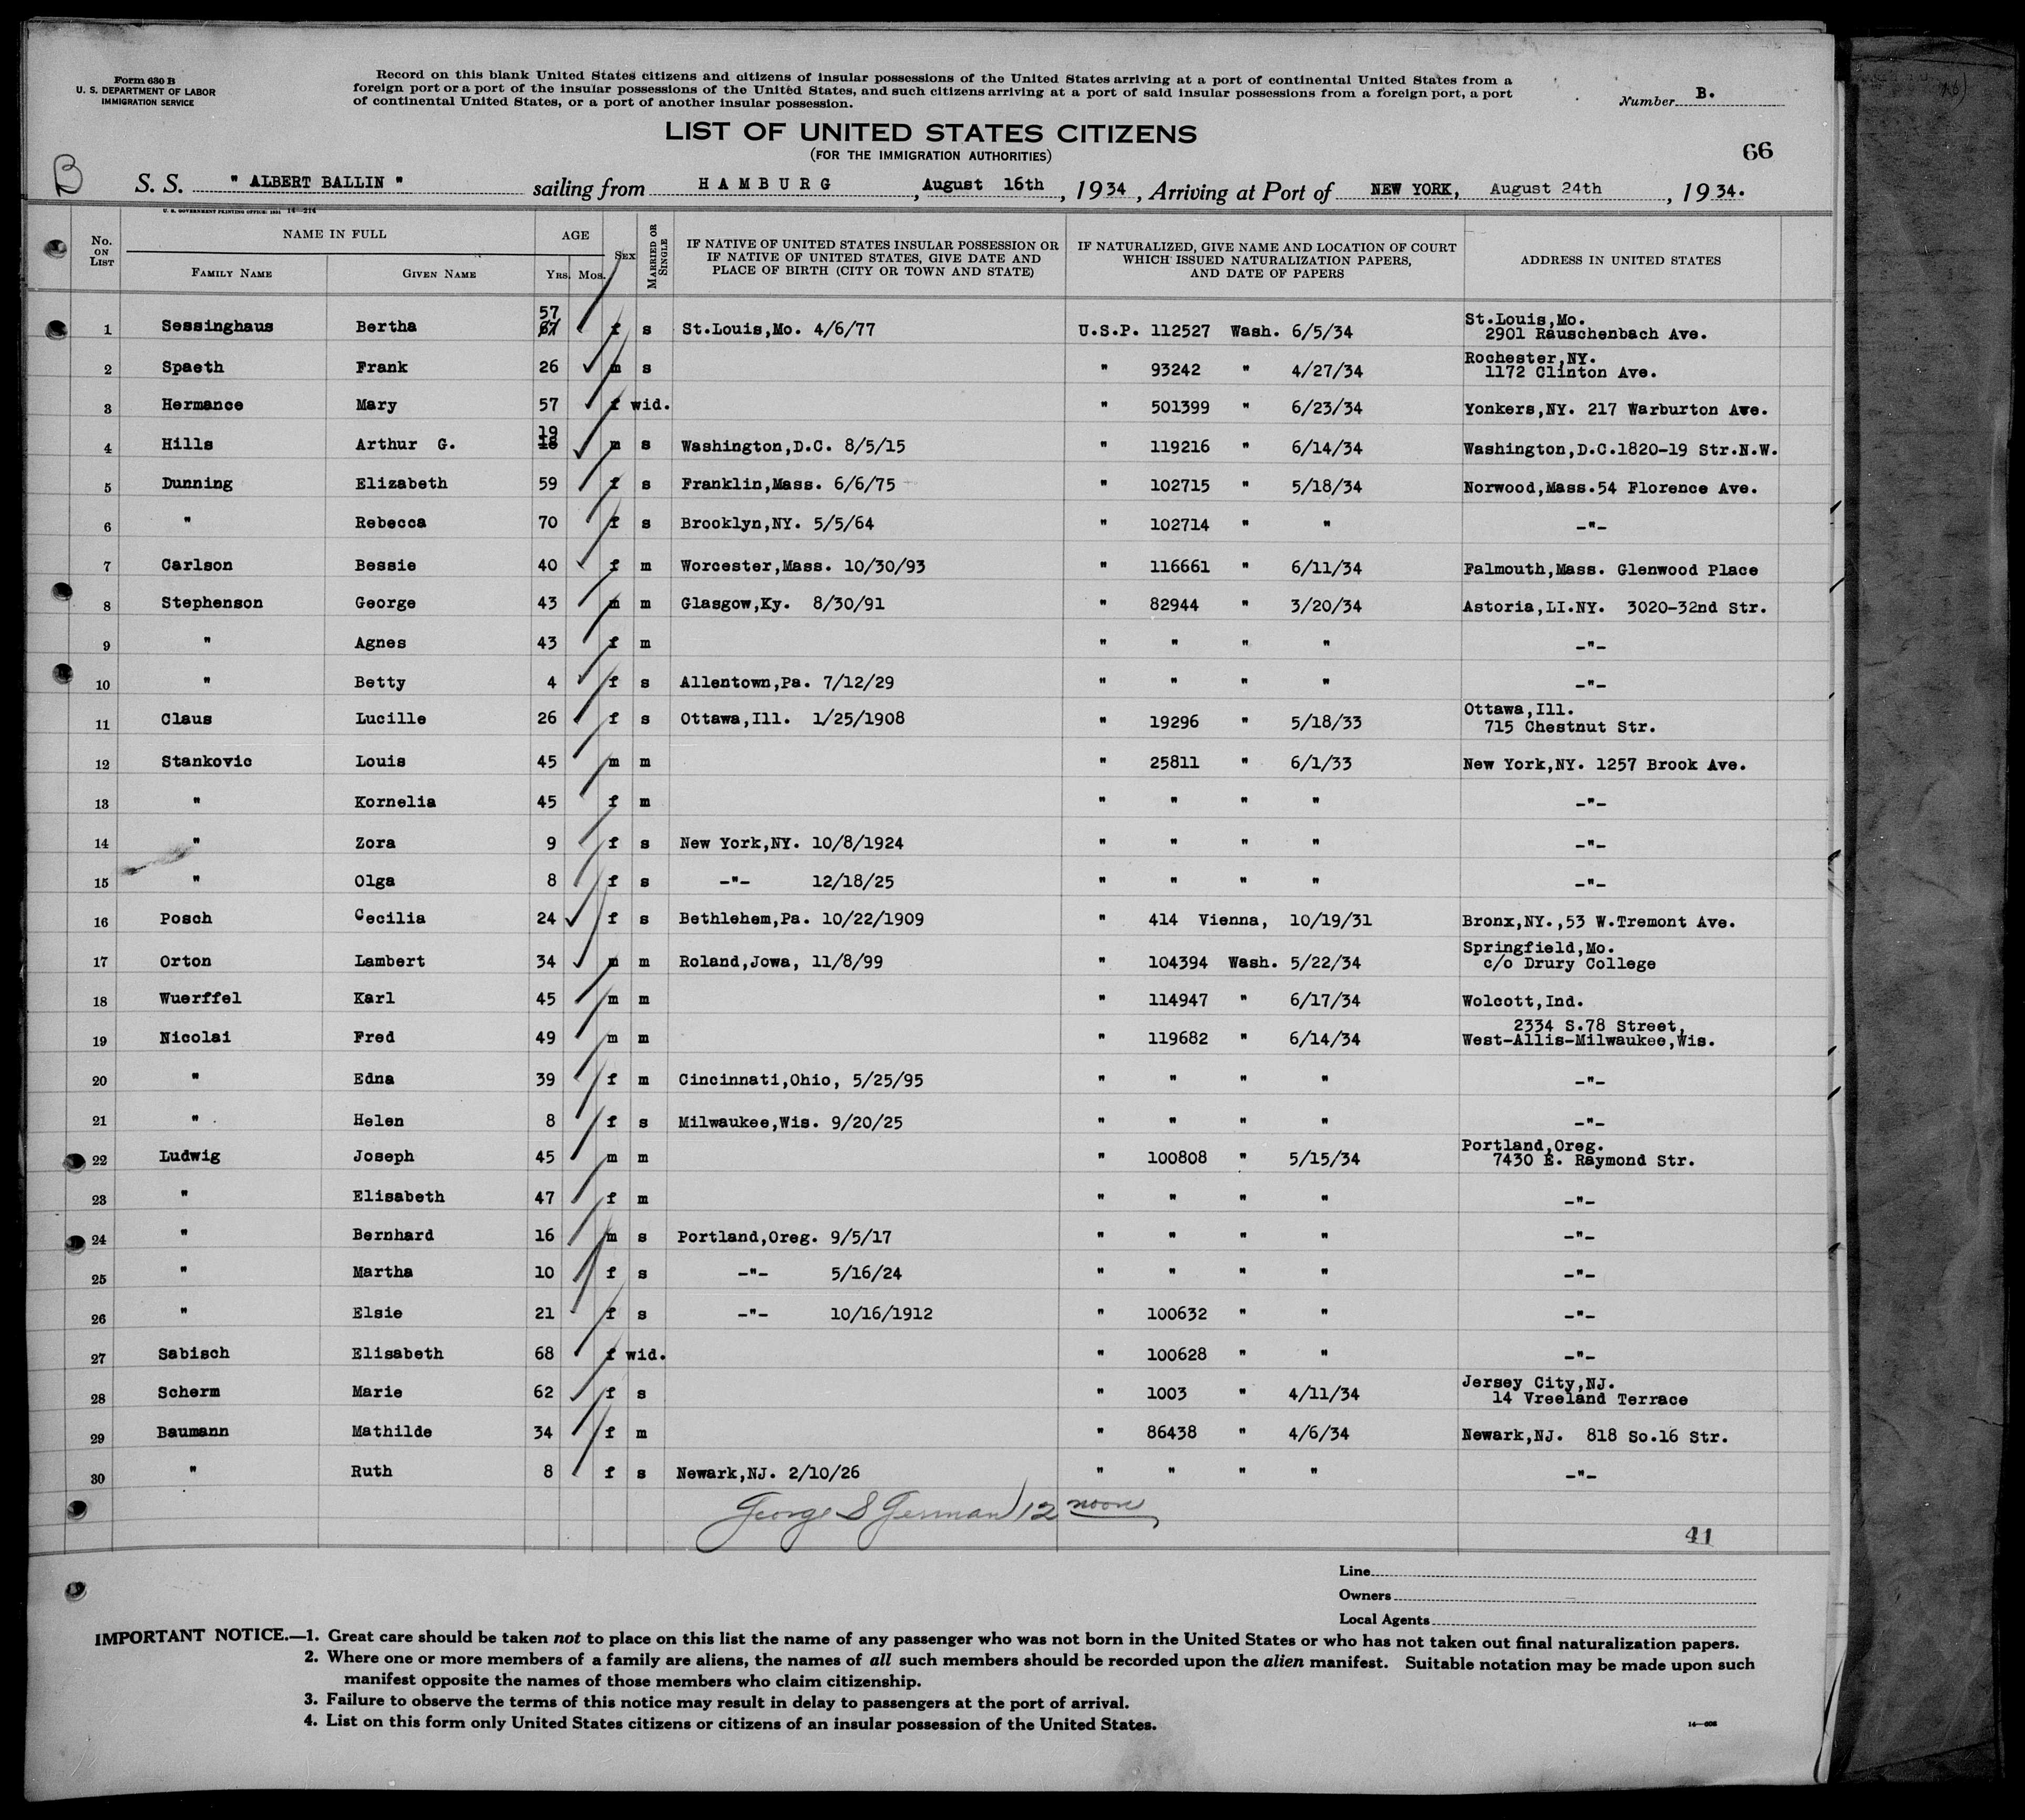 Form 630 B
U. S. DEPARTMENT OF LABOR
IMMIGRATION SERVICE
Record on this blank United States citizens and citizens of insular possessions of the United States arriving at a port of continental United States from a
foreign port or a port of the insular possessions of the United States, and such citizens arriving at a port of said insular possessions from a foreign port, a port
of continental United States, or a port of another insular possession.
Number B.
LIST OF UNITED STATES CITIZENS
(FOR THE IMMIGRATION AUTHORITIES)
66
B
S. S. " ALBERT BALLIN " sailing from HAMBURG, August 16th, 1934, Arriving at Port of NEW YORK, August 24th, 1934.
U. S. GOVERNMENT PRINTING OFFICE: 1931 14—214
No. ON LIST
NAME IN FULL
FAMILY NAME
GIVEN NAME
AGE
YRS. MOS.
SEX
MARRIED OR SINGLE
IF NATIVE OF UNITED STATES INSULAR POSSESSION OR
IF NATIVE OF UNITED STATES, GIVE DATE AND
PLACE OF BIRTH (CITY OR TOWN AND STATE)
IF NATURALIZED, GIVE NAME AND LOCATION OF COURT
WHICH ISSUED NATURALIZATION PAPERS,
AND DATE OF PAPERS
ADDRESS IN UNITED STATES
1 Sessinghaus Bertha 57 67 f s St.Louis,Mo. 4/6/77 U.S.P. 112527 Wash. 6/5/34 St.Louis,Mo.
2901 Rauschenbach Ave.
2 Spaeth Frank 26 m s " 93242 " 4/27/34 Rochester,NY.
1172 Clinton Ave.
3 Hermance Mary 57 f wid. " 501399 " 6/23/34 Yonkers,NY. 217 Warburton Ave.
4 Hills Arthur G. 19 18 m s Washington,D.C. 8/5/15 " 119216 " 6/14/34 Washington,D.C.1820-19 Str.N.W.
5 Dunning Elizabeth 59 f s Franklin,Mass. 6/6/75 " 102715 " 5/18/34 Norwood,Mass.54 Florence Ave.
6 " Rebecca 70 f s Brooklyn,NY. 5/5/64 " 102714 " " -"-
7 Carlson Bessie 40 f m Worcester,Mass. 10/30/93 " 116661 " 6/11/34 Falmouth,Mass. Glenwood Place
8 Stephenson George 43 m m Glasgow,Ky. 8/30/91 " 82944 " 3/20/34 Astoria,LI.NY. 3020-32nd Str.
9 " Agnes 43 f m " " " " -"-
10 " Betty 4 f s Allentown,Pa. 7/12/29 " " " " -"-
11 Claus Lucille 26 f s Ottawa,Ill. 1/25/1908 " 19296 " 5/18/33 Ottawa,Ill.
715 Chestnut Str.
12 Stankovic Louis 45 m m " 25811 " 6/1/33 New York,NY. 1257 Brook Ave.
13 " Kornelia 45 f m " " " " -"-
14 " Zora 9 f s New York,NY. 10/8/1924 " " " " -"-
15 " Olga 8 f s -"- 12/18/25 " " " " -"-
16 Posch Cecilia 24 f s Bethlehem,Pa. 10/22/1909 " 414 Vienna, 10/19/31 Bronx,NY.,53 W.Tremont Ave.
17 Orton Lambert 34 m m Roland,Jowa, 11/8/99 " 104394 Wash. 5/22/34 Springfield,Mo.
c/o Drury College
18 Wuerffel Karl 45 m m " 114947 " 6/17/34 Wolcott,Ind.
19 Nicolai Fred 49 m m " 119682 " 6/14/34 2334 S.78 Street,
West-Allis-Milwaukee,Wis.
20 " Edna 39 f m Cincinnati,Ohio, 5/25/95 " " " " -"-
21 " Helen 8 f s Milwaukee,Wis. 9/20/25 " " " " -"-
22 Ludwig Joseph 45 m m " 100808 " 5/15/34 Portland,Oreg.
7430 E. Raymond Str.
23 " Elisabeth 47 f m " " " " -"-
24 " Bernhard 16 m s Portland,Oreg. 9/5/17 " " " " -"-
25 " Martha 10 f s -"- 5/16/24 " " " " -"-
26 " Elsie 21 f s -"- 10/16/1912 " 100632 " " -"-
27 Sabisch Elisabeth 68 f wid. " 100628 " " -"-
28 Scherm Marie 62 f s " 1003 " 4/11/34 Jersey City,NJ.
14 Vreeland Terrace
29 Baumann Mathilde 34 f m " 86438 " 4/6/34 Newark,NJ. 818 So.16 Str.
30 " Ruth 8 f s Newark,NJ. 2/10/26 " " " " -"-
George S German 12 noon
41
Line
Owners
Local Agents
IMPORTANT NOTICE.—1. Great care should be taken not to place on this list the name of any passenger who was not born in the United States or who has not taken out final naturalization papers.
2. Where one or more members of a family are aliens, the names of all such members should be recorded upon the alien manifest. Suitable notation may be made upon such
manifest opposite the names of those members who claim citizenship.
3. Failure to observe the terms of this notice may result in delay to passengers at the port of arrival.
4. List on this form only United States citizens or citizens of an insular possession of the United States.